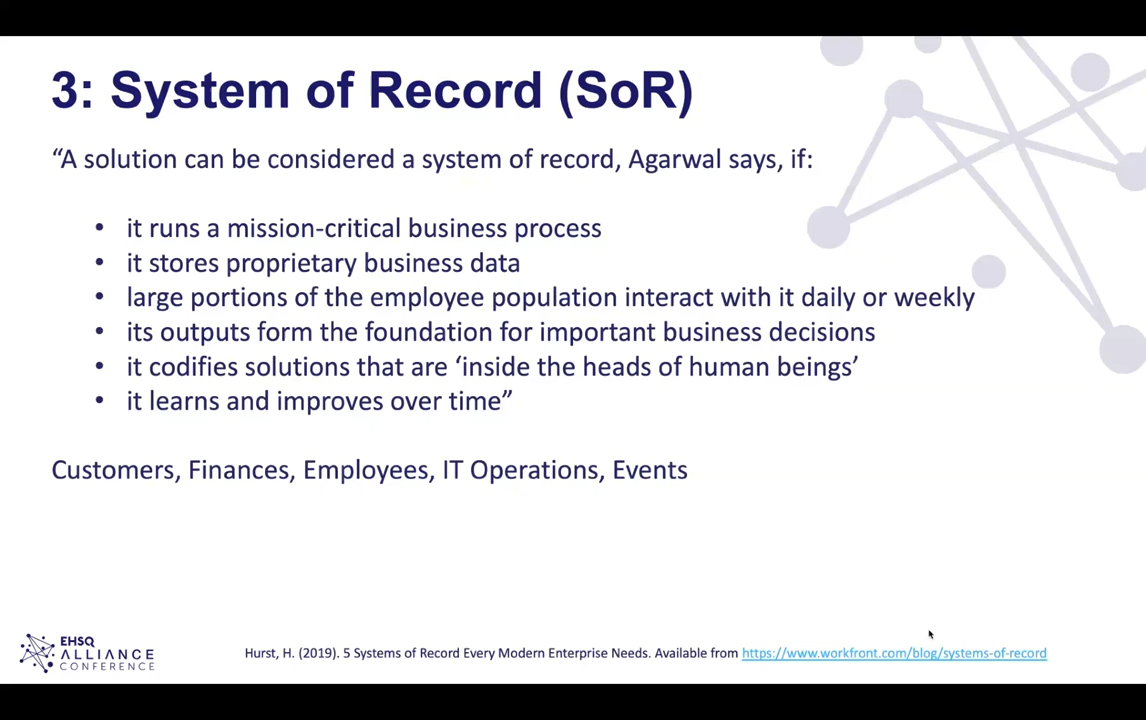 3: System of Record (SoR)
“A solution can be considered a system of record, Agarwal says, if:
• it runs a mission-critical business process
• it stores proprietary business data
• large portions of the employee population interact with it daily or weekly
• its outputs form the foundation for important business decisions
• it codifies solutions that are ‘inside the heads of human beings’
• it learns and improves over time”
Customers, Finances, Employees, IT Operations, Events
EHSQ
ALLIANCE
CONFERENCE
Hurst, H. (2019). 5 Systems of Record Every Modern Enterprise Needs. Available from https://www.workfront.com/blog/systems-of-record